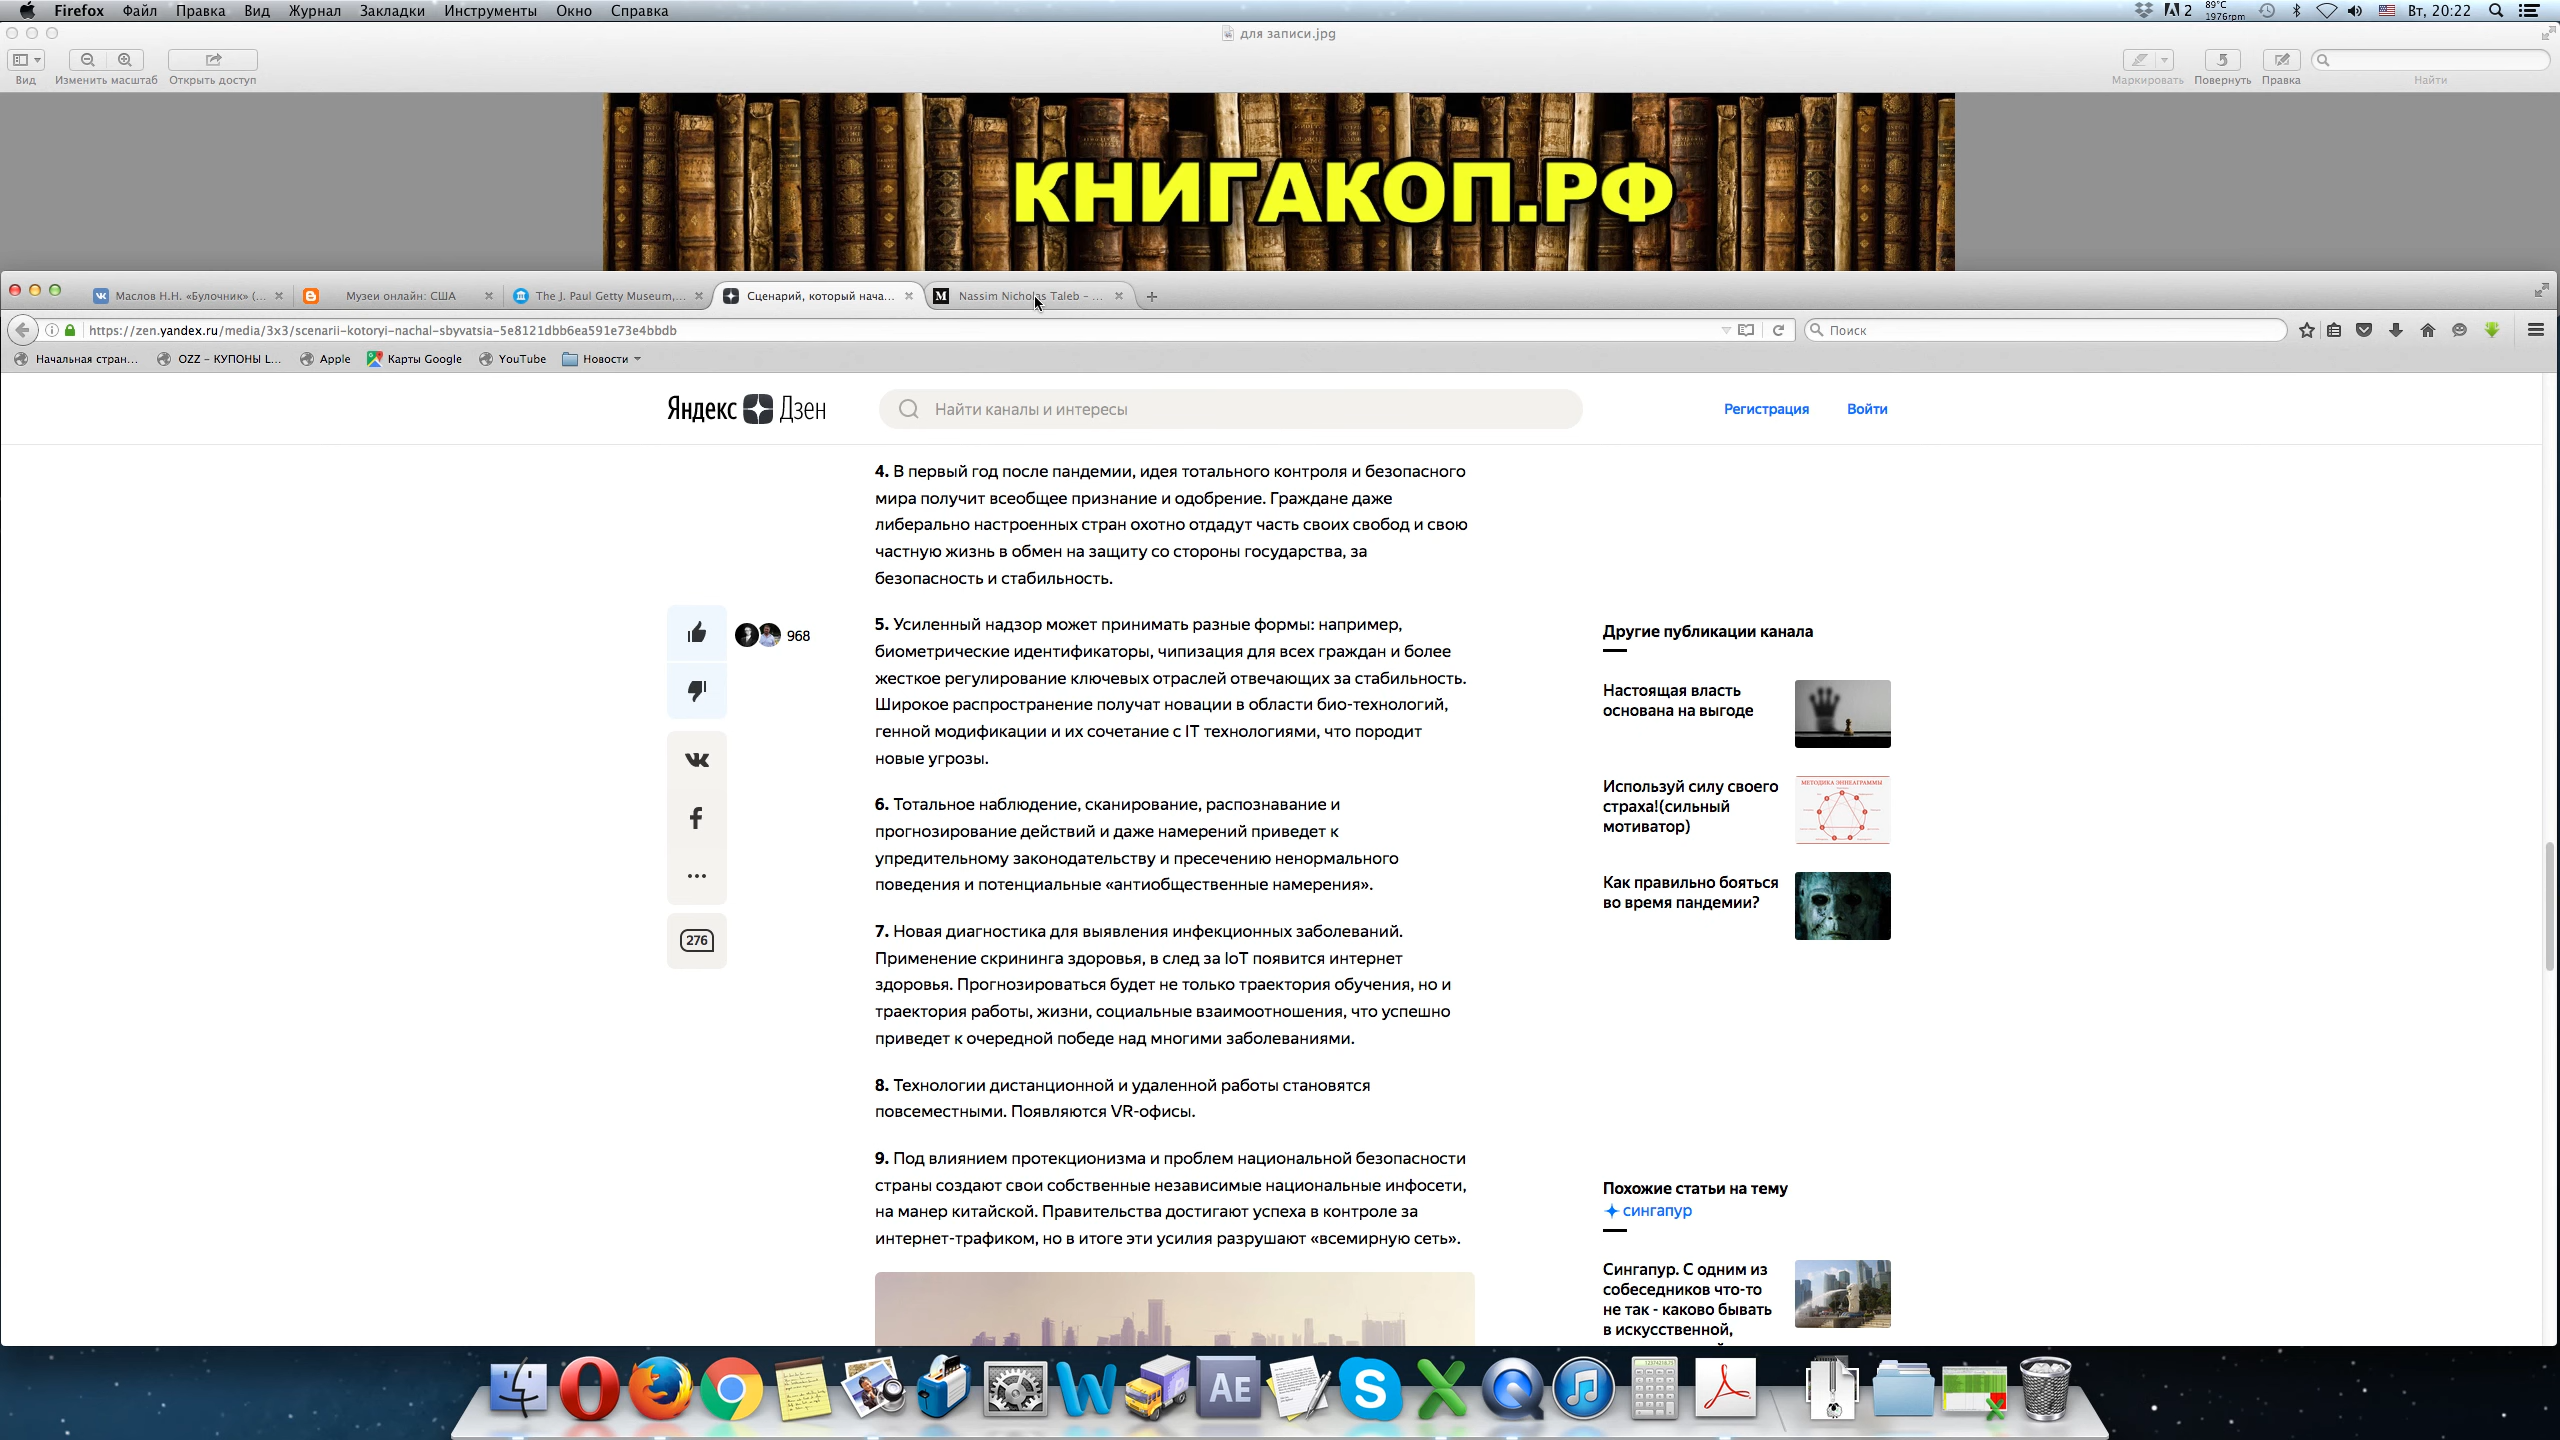 Firefox Файл Правка Вид Журнал Закладки Инструменты Окно Справка
2 89°C 1976rpm Вт, 20:22
для записи.jpg
Вид Изменить масштаб Открыть доступ Маркировать Повернуть Правка Найти
КНИГАКОП.РФ
Маслов Н.Н. «Булочник» (... Музеи онлайн: США The J. Paul Getty Museum,... Сценарий, который нача... Nassim Nicholas Taleb – ...
https://zen.yandex.ru/media/3x3/scenarii-kotoryi-nachal-sbyvatsia-5e8121dbb6ea591e73e4bbdb Поиск
Начальная стран... OZZ – КУПОНЫ L... Apple Карты Google YouTube Новости
Яндекс Дзен Найти каналы и интересы Регистрация Войти
4. В первый год после пандемии, идея тотального контроля и безопасного
мира получит всеобщее признание и одобрение. Граждане даже
либерально настроенных стран охотно отдадут часть своих свобод и свою
частную жизнь в обмен на защиту со стороны государства, за
безопасность и стабильность.
5. Усиленный надзор может принимать разные формы: например,
биометрические идентификаторы, чипизация для всех граждан и более
жесткое регулирование ключевых отраслей отвечающих за стабильность.
Широкое распространение получат новации в области био-технологий,
генной модификации и их сочетание с IT технологиями, что породит
новые угрозы.
6. Тотальное наблюдение, сканирование, распознавание и
прогнозирование действий и даже намерений приведет к
упредительному законодательству и пресечению ненормального
поведения и потенциальные «антиобщественные намерения».
7. Новая диагностика для выявления инфекционных заболеваний.
Применение скрининга здоровья, в след за IoT появится интернет
здоровья. Прогнозироваться будет не только траектория обучения, но и
траектория работы, жизни, социальные взаимоотношения, что успешно
приведет к очередной победе над многими заболеваниями.
8. Технологии дистанционной и удаленной работы становятся
повсеместными. Появляются VR-офисы.
9. Под влиянием протекционизма и проблем национальной безопасности
страны создают свои собственные независимые национальные инфосети,
на манер китайской. Правительства достигают успеха в контроле за
интернет-трафиком, но в итоге эти усилия разрушают «всемирную сеть».
968
276
Другие публикации канала
Настоящая власть
основана на выгоде
Используй силу своего
страха!(сильный
мотиватор)
МЕТОДИКА ЭННЕАГРАММЫ
Как правильно бояться
во время пандемии?
Похожие статьи на тему
сингапур
Сингапур. С одним из
собеседников что-то
не так - каково бывать
в искусственной,
AE